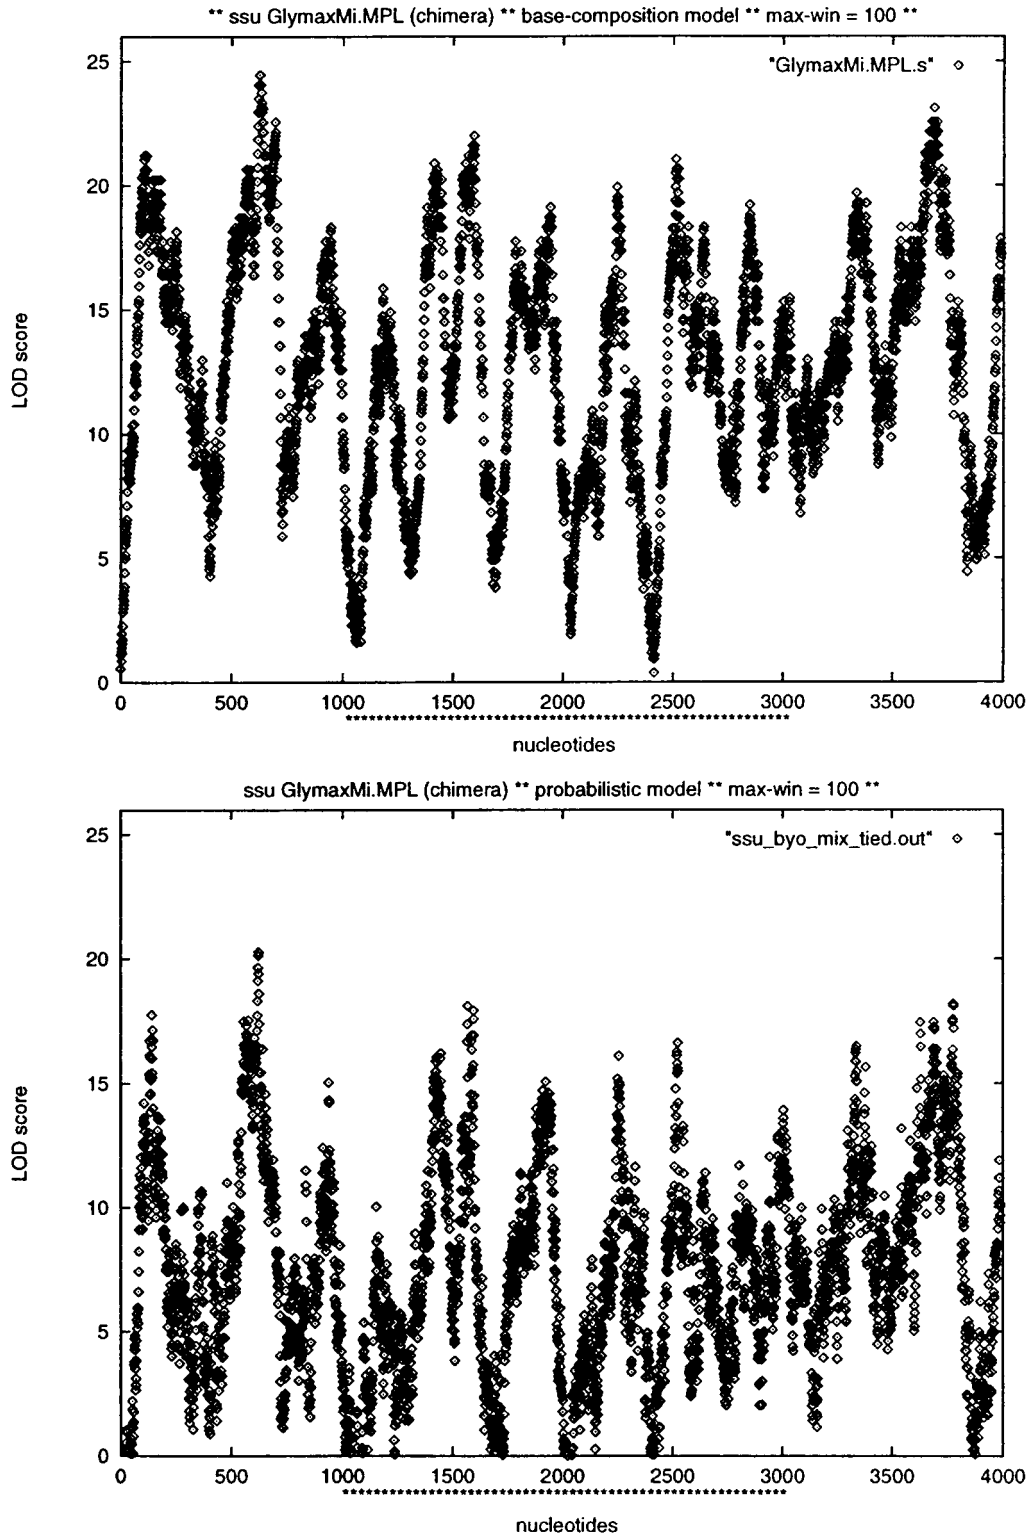 ** ssu GlymaxMi.MPL (chimera) ** base-composition model ** max-win = 100 **
25
"GlymaxMi.MPL.s"
20
15
LOD score
10
5
0
0 500 1000 1500 2000 2500 3000 3500 4000
nucleotides
ssu GlymaxMi.MPL (chimera) ** probabilistic model ** max-win = 100 **
25
"ssu_byo_mix_tied.out"
20
15
LOD score
10
5
0
0 500 1000 1500 2000 2500 3000 3500 4000
nucleotides